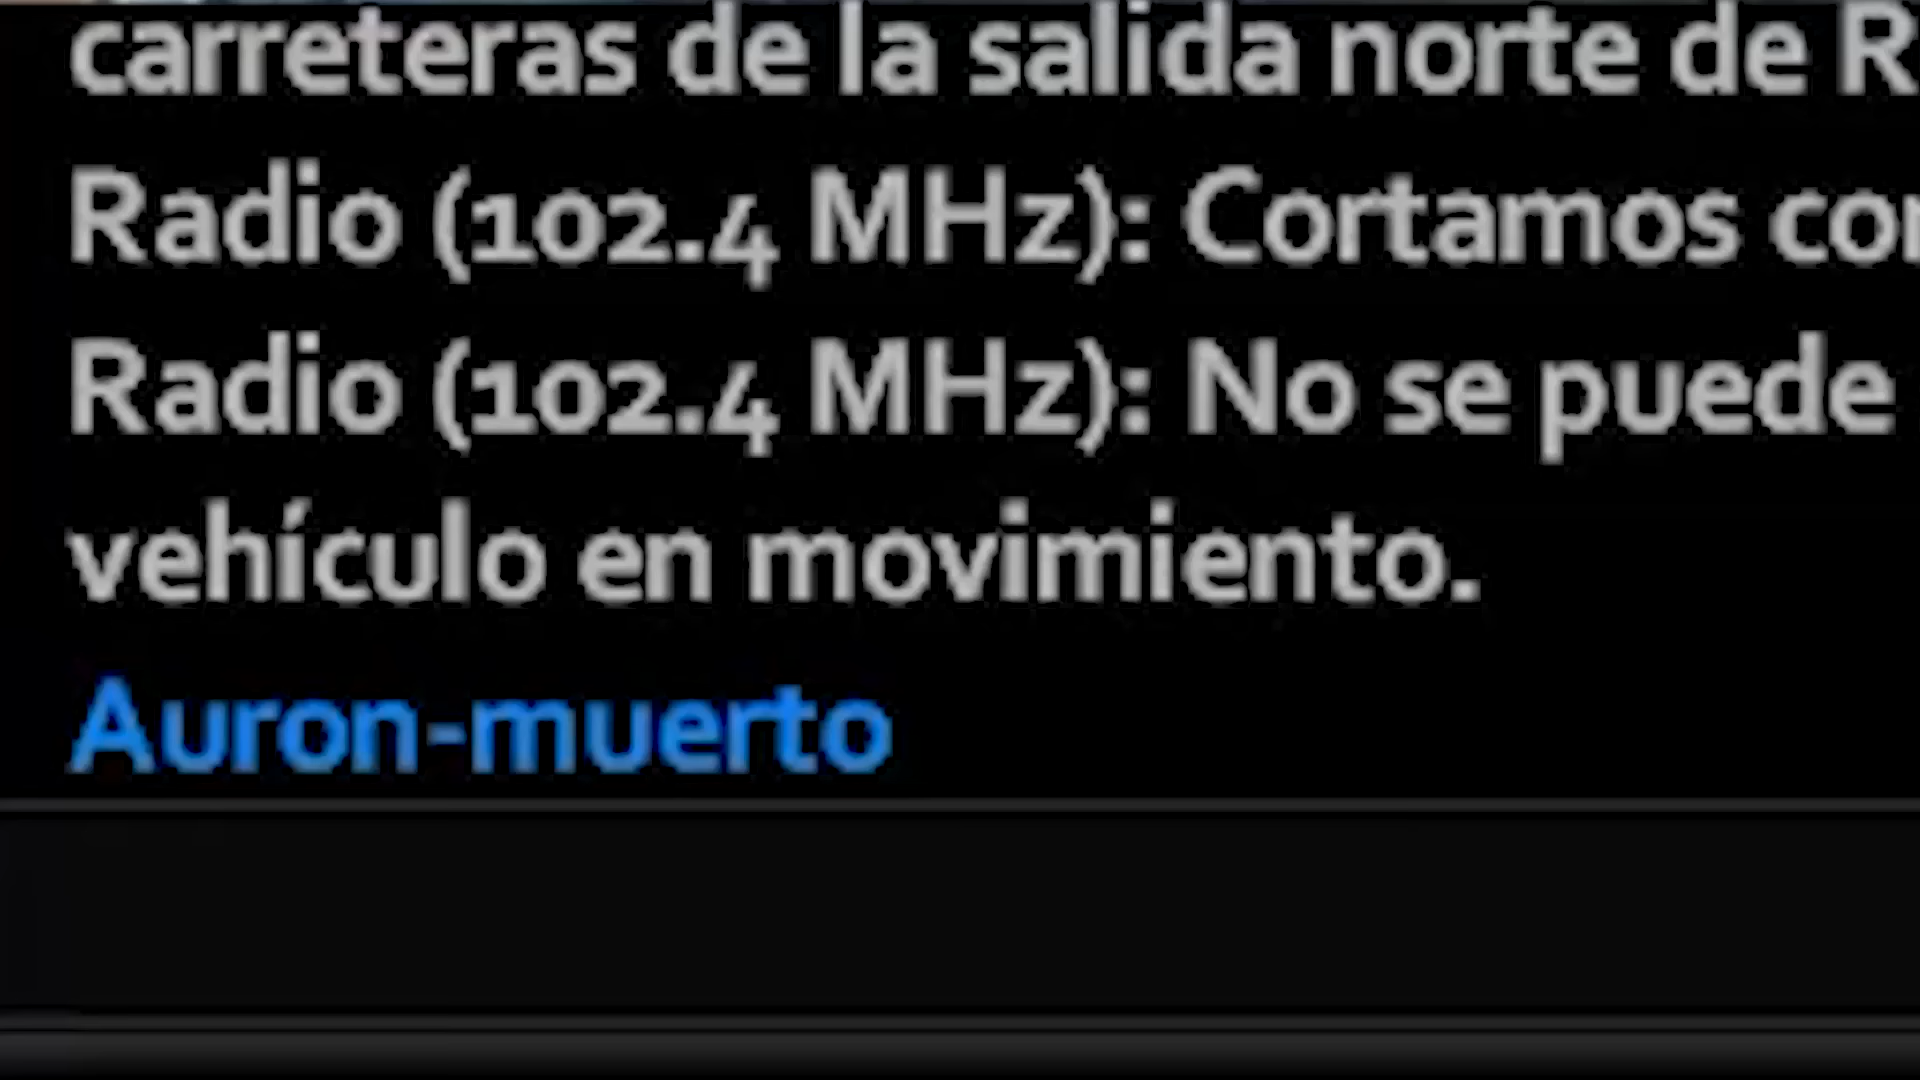 carreteras de la salida norte de R
Radio (102.4 MHz): Cortamos con
Radio (102.4 MHz): No se puede
vehículo en movimiento.
Auron-muerto